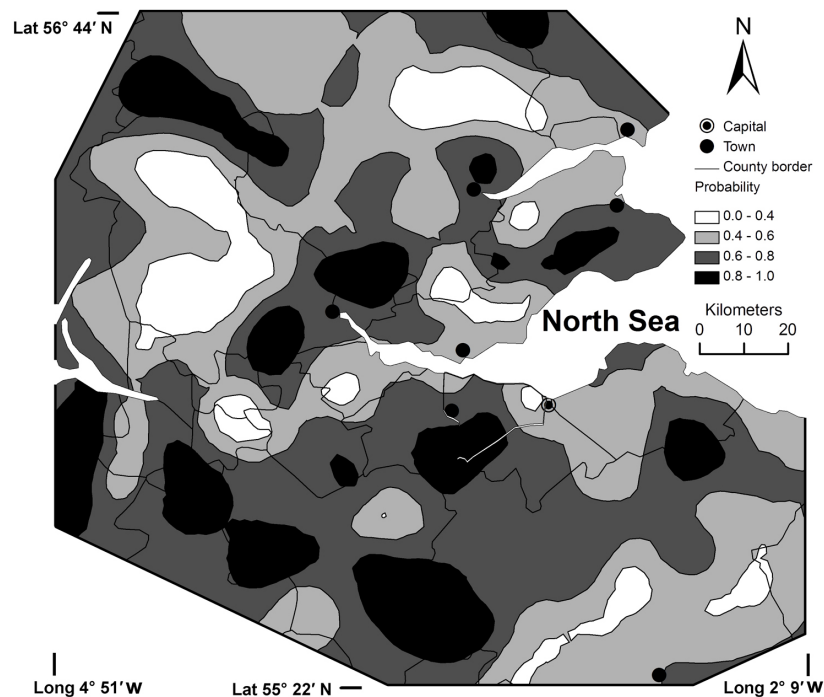 Lat 56° 44′ N
N
Capital
Town
County border
Probability
0.0 - 0.4
0.4 - 0.6
0.6 - 0.8
0.8 - 1.0
Kilometers
0 10 20
North Sea
Long 4° 51′ W
Lat 55° 22′ N
Long 2° 9′ W